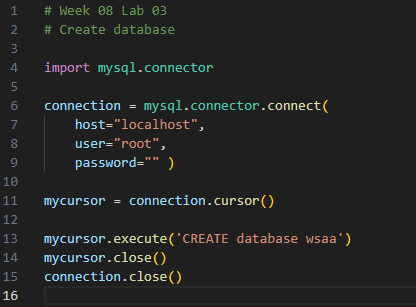 1 # Week 08 Lab 03
2 # Create database
3
4 import mysql.connector
5
6 connection = mysql.connector.connect(
7     host="localhost",
8     user="root",
9     password="" )
10
11 mycursor = connection.cursor()
12
13 mycursor.execute('CREATE database wsaa')
14 mycursor.close()
15 connection.close()
16